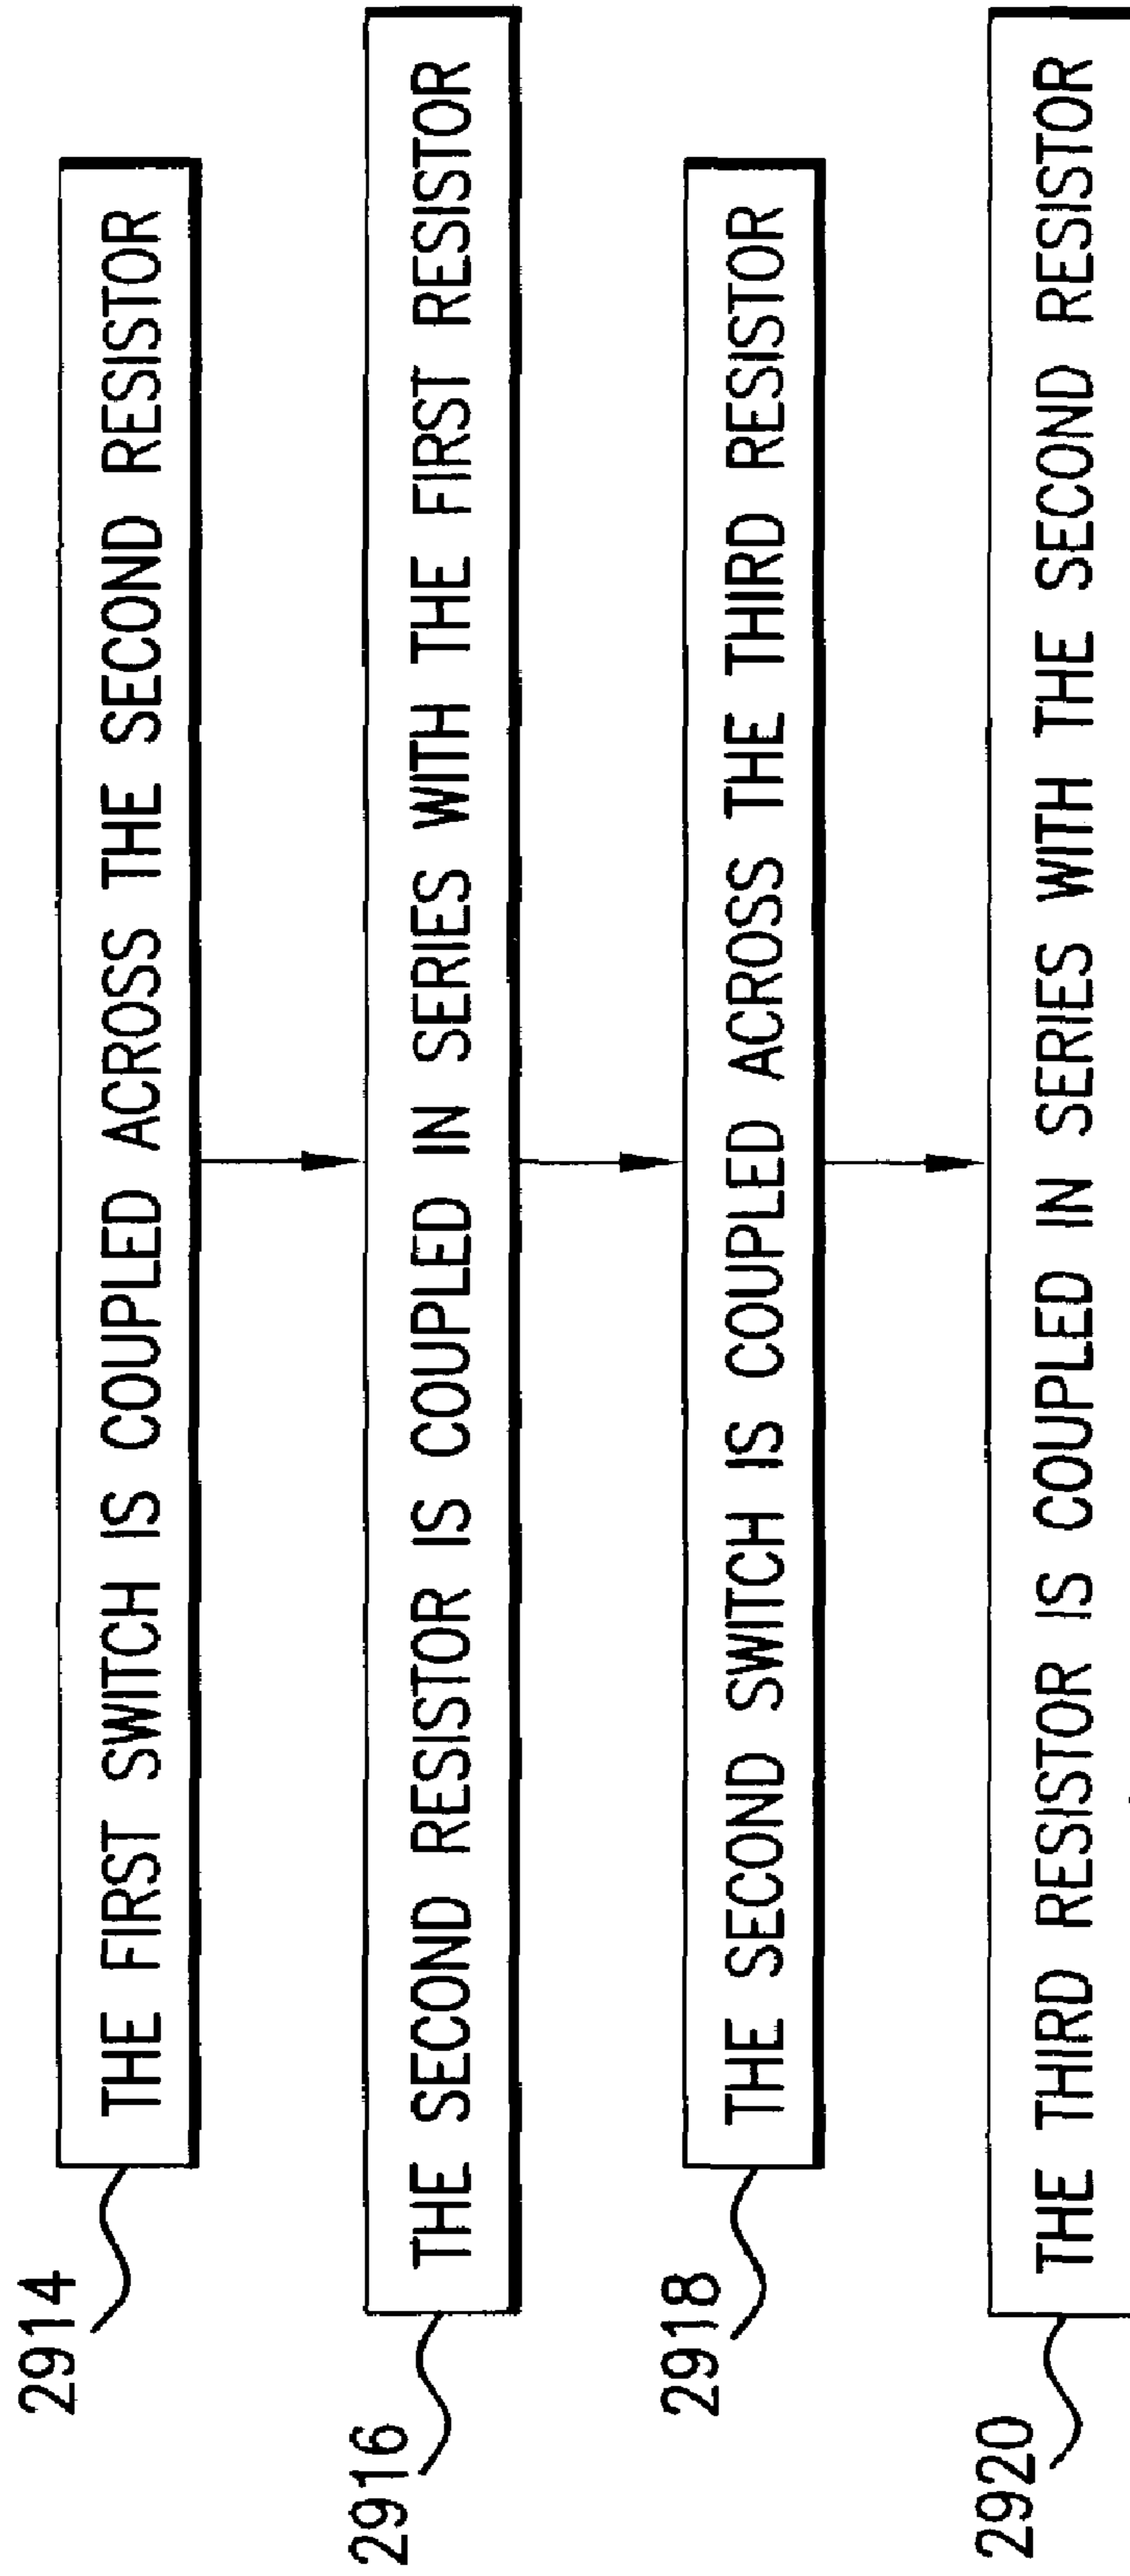 2914
THE FIRST SWITCH IS COUPLED ACROSS THE SECOND RESISTOR
2916
THE SECOND RESISTOR IS COUPLED IN SERIES WITH THE FIRST RESISTOR
2918
THE SECOND SWITCH IS COUPLED ACROSS THE THIRD RESISTOR
2920
THE THIRD RESISTOR IS COUPLED IN SERIES WITH THE SECOND RESISTOR